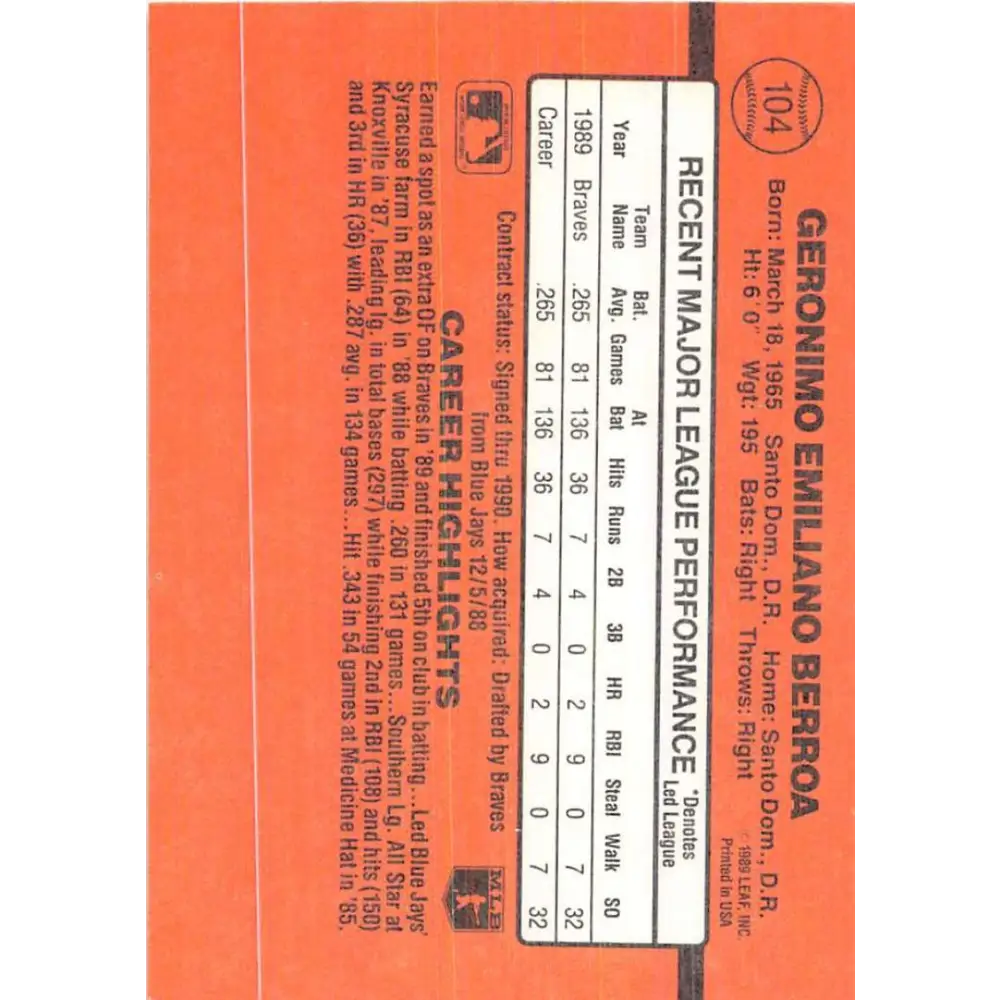 104
GERONIMO EMILIANO BERROA
Born: March 18, 1965 Santo Dom., D.R. Home: Santo Dom., D.R.
Ht: 6'0" Wgt: 195 Bats: Right Throws: Right
© 1989 LEAF, INC.
Printed in USA
RECENT MAJOR LEAGUE PERFORMANCE *Denotes Led League
Year Team Name Bat. Avg. Games At Bat Hits Runs 2B 3B HR RBI Steal Walk SO
1989 Braves .265 81 136 36 7 4 0 2 9 0 7 32
Career .265 81 136 36 7 4 0 2 9 0 7 32
Contract status: Signed thru 1990. How acquired: Drafted by Braves
from Blue Jays 12/5/88
MLB
CAREER HIGHLIGHTS
Earned a spot as an extra OF on Braves in '89 and finished 5th on club in batting...Led Blue Jays'
Syracuse farm in RBI (64) in '88 while batting .260 in 131 games...Southern Lg. All Star at
Knoxville in '87, leading lg. in total bases (297) while finishing 2nd in RBI (108) and hits (150)
and 3rd in HR (36) with .287 avg. in 134 games...Hit .343 in 54 games at Medicine Hat in '85.